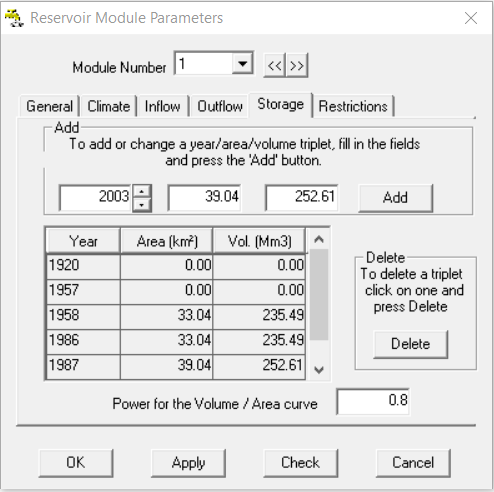 Reservoir Module Parameters
Module Number 1 << >>
General Climate Inflow Outflow Storage Restrictions
Add
To add or change a year/area/volume triplet, fill in the fields
and press the 'Add' button.
2003 39.04 252.61 Add
Year Area (km²) Vol. (Mm3)
1920 0.00 0.00
1957 0.00 0.00
1958 33.04 235.49
1986 33.04 235.49
1987 39.04 252.61
Delete
To delete a triplet
click on one and
press Delete
Delete
Power for the Volume / Area curve 0.8
OK Apply Check Cancel